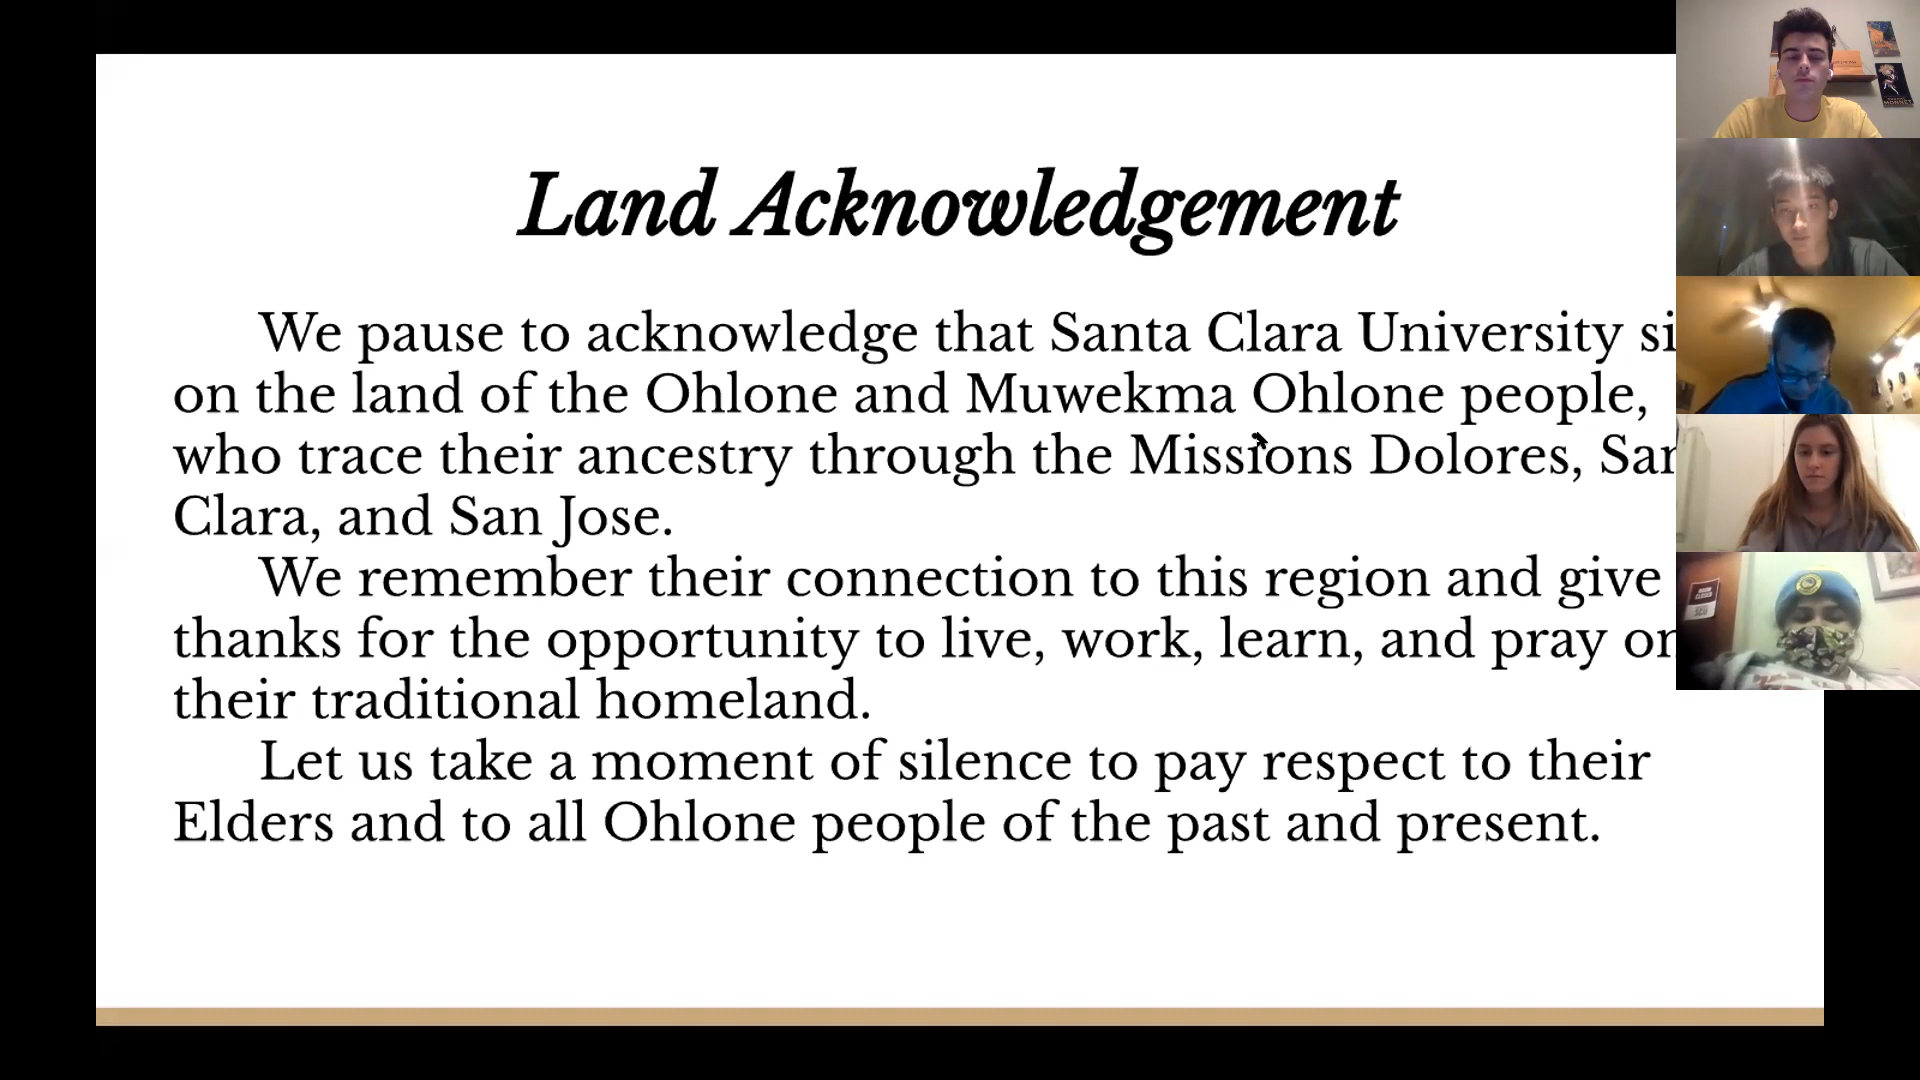 Land Acknowledgement
We pause to acknowledge that Santa Clara University si
on the land of the Ohlone and Muwekma Ohlone people,
who trace their ancestry through the Missions Dolores, San
Clara, and San Jose.
We remember their connection to this region and give
thanks for the opportunity to live, work, learn, and pray on
their traditional homeland.
Let us take a moment of silence to pay respect to their
Elders and to all Ohlone people of the past and present.
MONNET